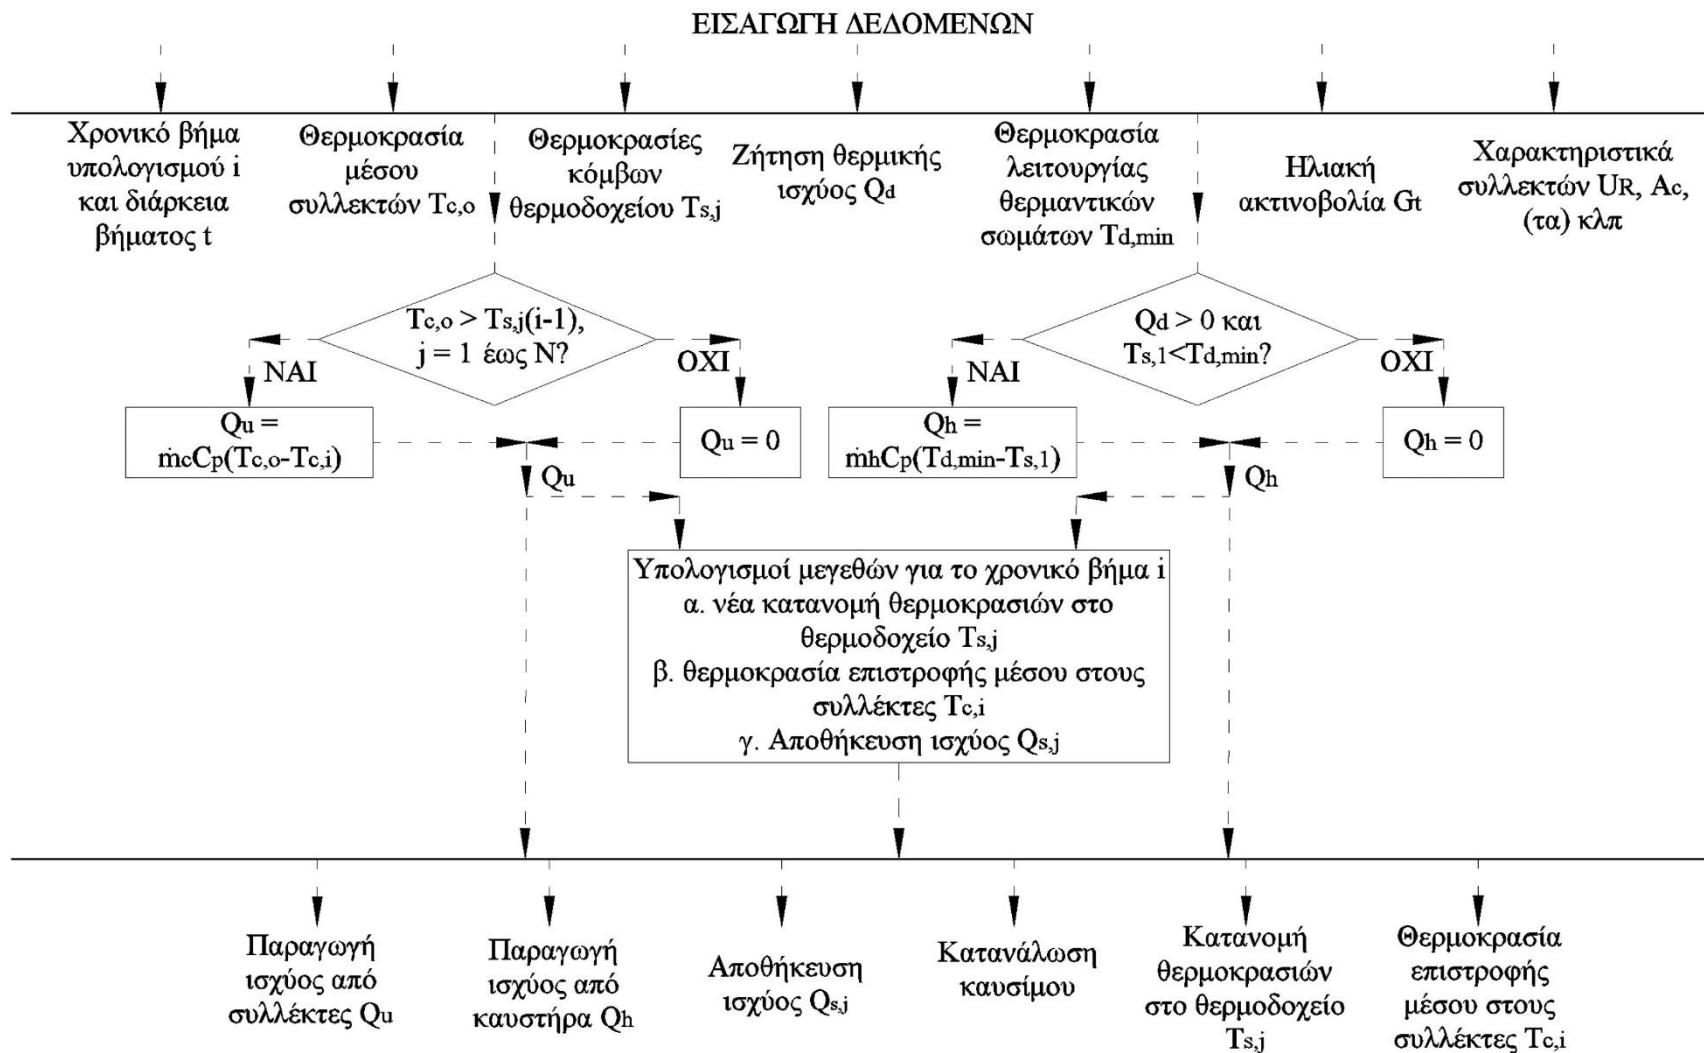 ΕΙΣΑΓΩΓΗ ΔΕΔΟΜΕΝΩΝ
Χρονικό βήμα
υπολογισμού i
και διάρκεια
βήματος t
Θερμοκρασία
μέσου
συλλεκτών Tc,o
Θερμοκρασίες
κόμβων
θερμοδοχείου Ts,j
Ζήτηση θερμικής
ισχύος Qd
Θερμοκρασία
λειτουργίας
θερμαντικών
σωμάτων Td,min
Ηλιακή
ακτινοβολία Gt
Χαρακτηριστικά
συλλεκτών UR, Ac,
(τα) κλπ
Tc,o > Ts,j(i-1),
j = 1 έως N?
ΝΑΙ
ΟΧΙ
Qu =
ṁcCp(Tc,o-Tc,i)
Qu = 0
Qu
Qd > 0 και
Ts,1<Td,min?
ΝΑΙ
ΟΧΙ
Qh =
ṁhCp(Td,min-Ts,1)
Qh = 0
Qh
Υπολογισμοί μεγεθών για το χρονικό βήμα i
α. νέα κατανομή θερμοκρασιών στο
θερμοδοχείο Ts,j
β. θερμοκρασία επιστροφής μέσου στους
συλλέκτες Tc,i
γ. Αποθήκευση ισχύος Qs,j
Παραγωγή
ισχύος από
συλλέκτες Qu
Παραγωγή
ισχύος από
καυστήρα Qh
Αποθήκευση
ισχύος Qs,j
Κατανάλωση
καυσίμου
Κατανομή
θερμοκρασιών
στο θερμοδοχείο
Ts,j
Θερμοκρασία
επιστροφής
μέσου στους
συλλέκτες Tc,i